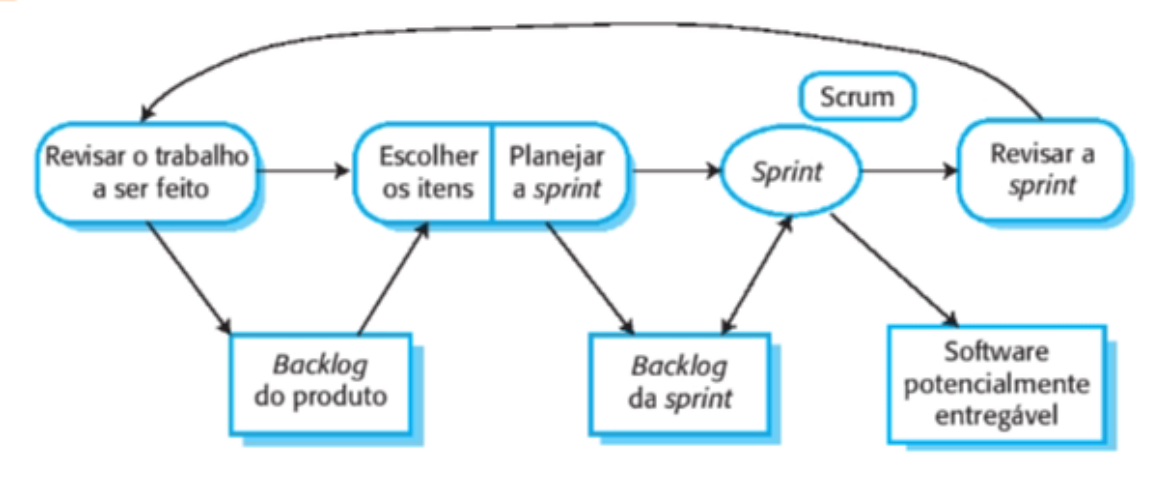 Scrum
Revisar o trabalho
a ser feito
Escolher
os itens
Planejar
a sprint
Sprint
Revisar a
sprint
Backlog
do produto
Backlog
da sprint
Software
potencialmente
entregável